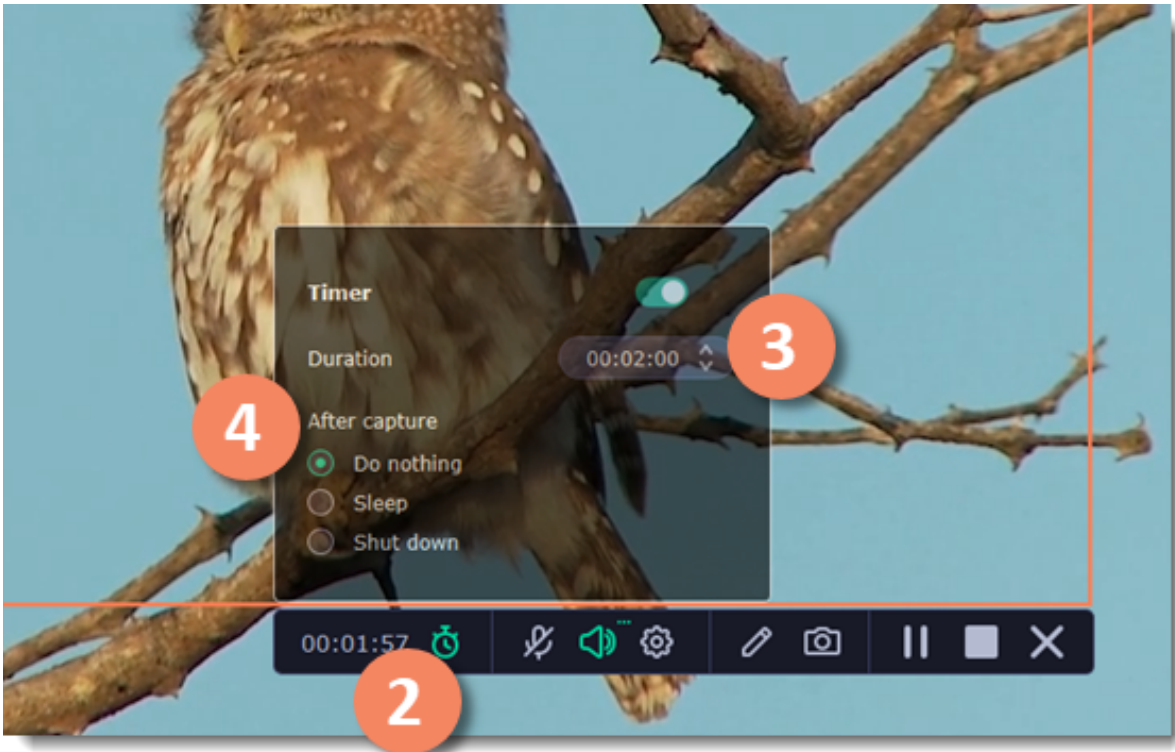 Timer
Duration 00:02:00 3
4 After capture
Do nothing
Sleep
Shut down
00:01:57
2